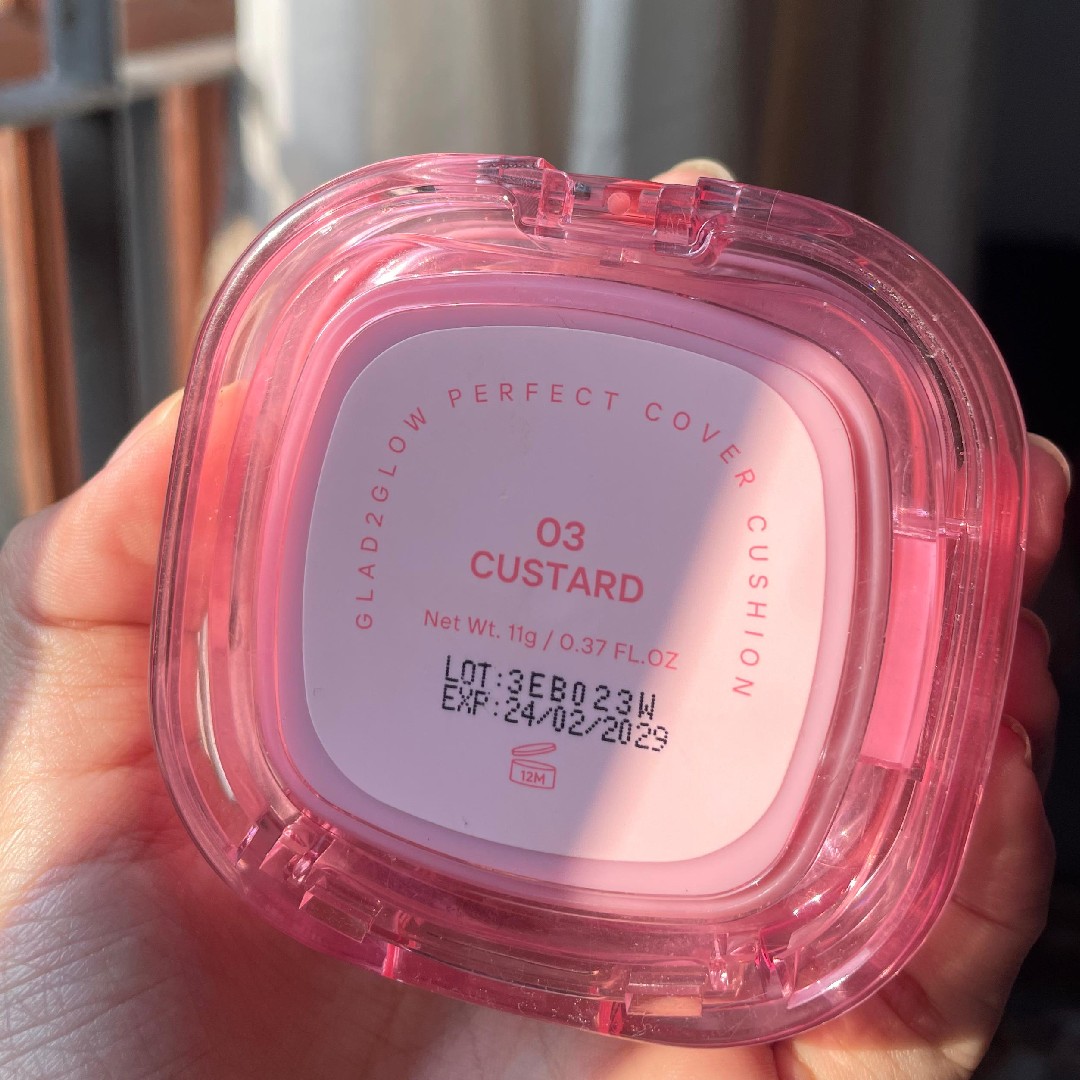 GLAD2GLOW PERFECT COVER CUSHION
03
CUSTARD
Net Wt. 11g / 0.37 FL.OZ
LOT:3EB023W
EXP:24/02/2029
12M